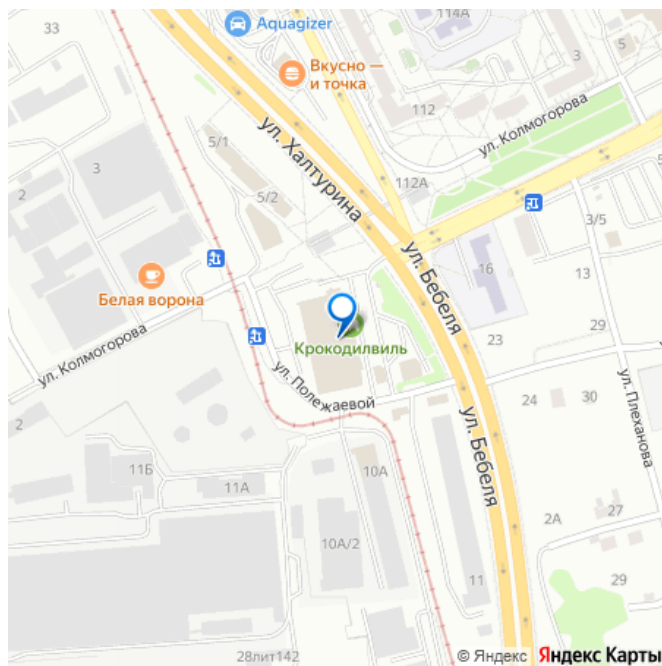 114А
33
Aquagizer
Вкусно —
и точка
3
5
112
ул. Колмогорова
5/1
ул. Халтурина
3
2
5/2
112А
3/5
ул. Бебеля
16
13
Белая ворона
ул. Колмогорова
Крокодилвиль
23
29
ул. Полежаевой
ул. Бебеля
24
30
ул. Плеханова
2
11Б
11А
10А
10А/2
2А
27
11
29
28лит142
© Яндекс Яндекс Карты